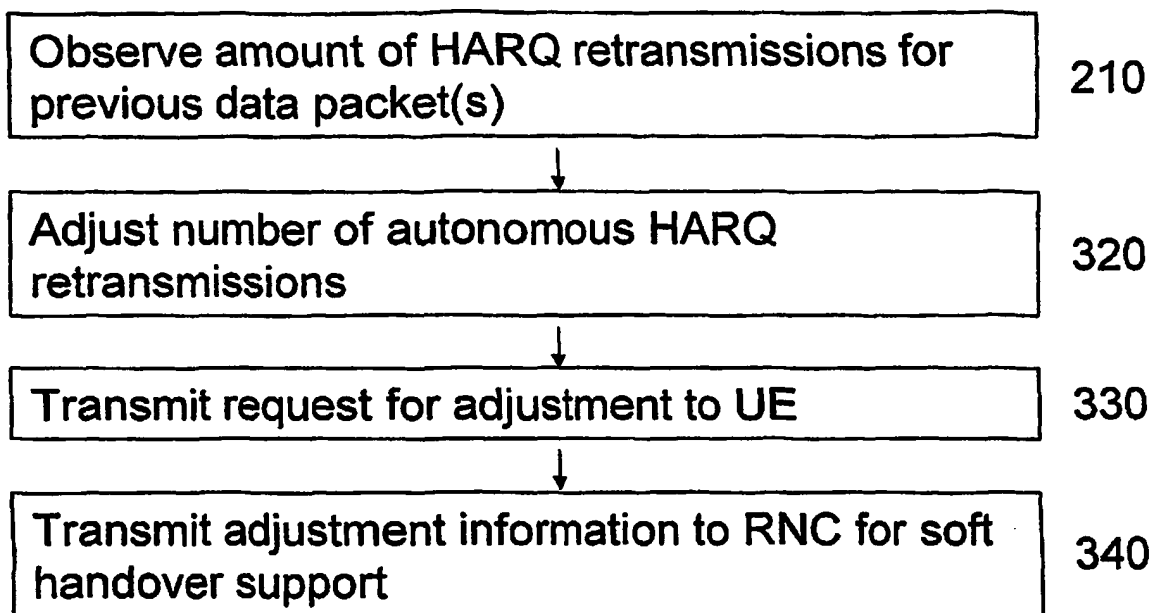 Observe amount of HARQ retransmissions for
previous data packet(s)
210
Adjust number of autonomous HARQ
retransmissions
320
Transmit request for adjustment to UE
330
Transmit adjustment information to RNC for soft
handover support
340